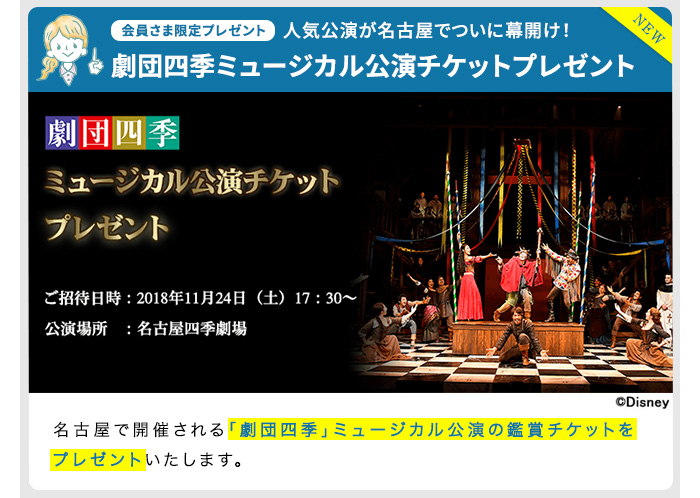 会員さま限定プレゼント 人気公演が名古屋でついに幕開け！
NEW
劇団四季ミュージカル公演チケットプレゼント
劇団四季
ミュージカル公演チケット
プレゼント
ご招待日時：2018年11月24日（土）17：30～
公演場所　：名古屋四季劇場
©Disney
名古屋で開催される「劇団四季」ミュージカル公演の鑑賞チケットを
プレゼントいたします。